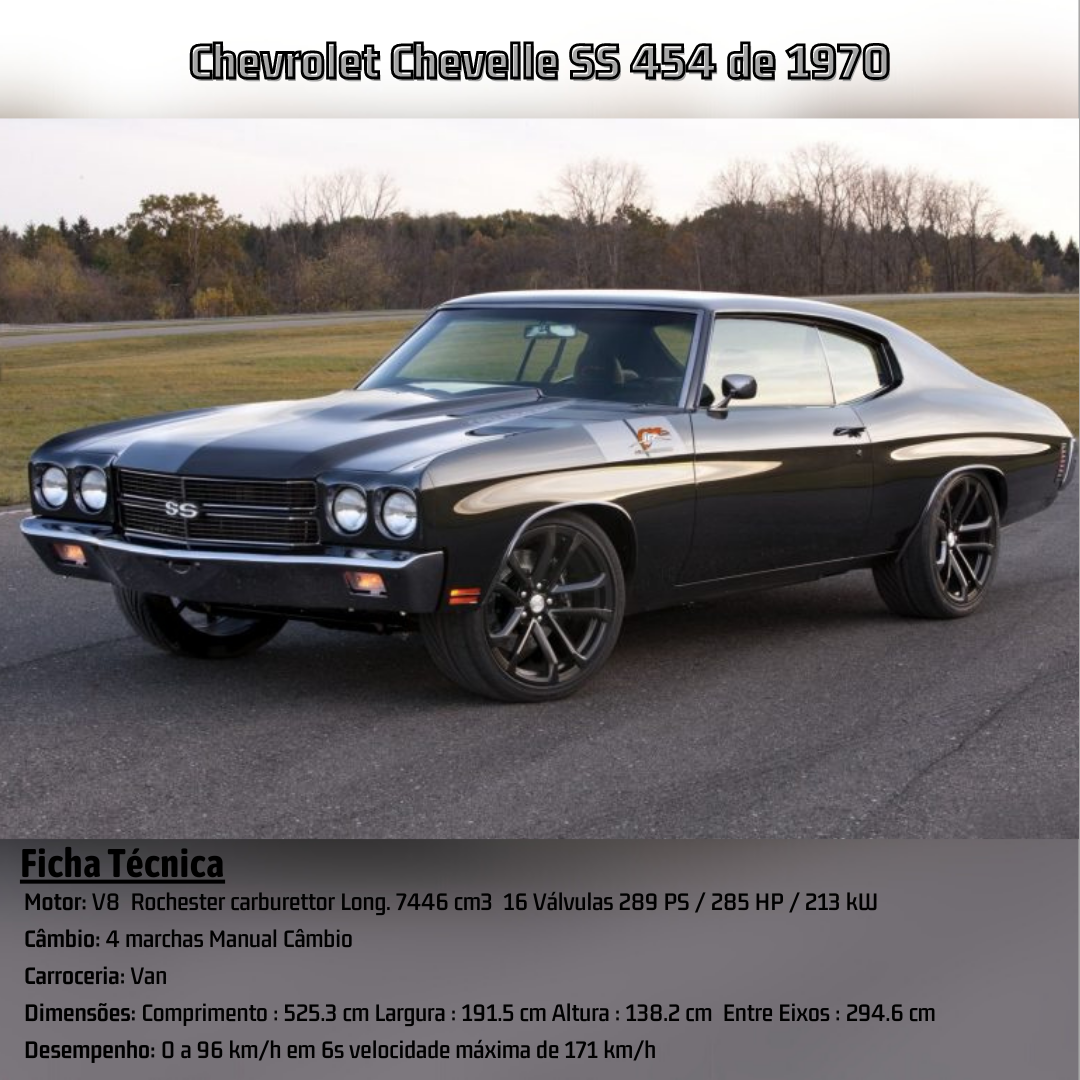 Chevrolet Chevelle SS 454 de 1970
SS
Ficha Técnica
Motor: V8 Rochester carburettor Long. 7446 cm3 16 Válvulas 289 PS / 285 HP / 213 kW
Câmbio: 4 marchas Manual Câmbio
Carroceria: Van
Dimensões: Comprimento : 525.3 cm Largura : 191.5 cm Altura : 138.2 cm Entre Eixos : 294.6 cm
Desempenho: 0 a 96 km/h em 6s velocidade máxima de 171 km/h